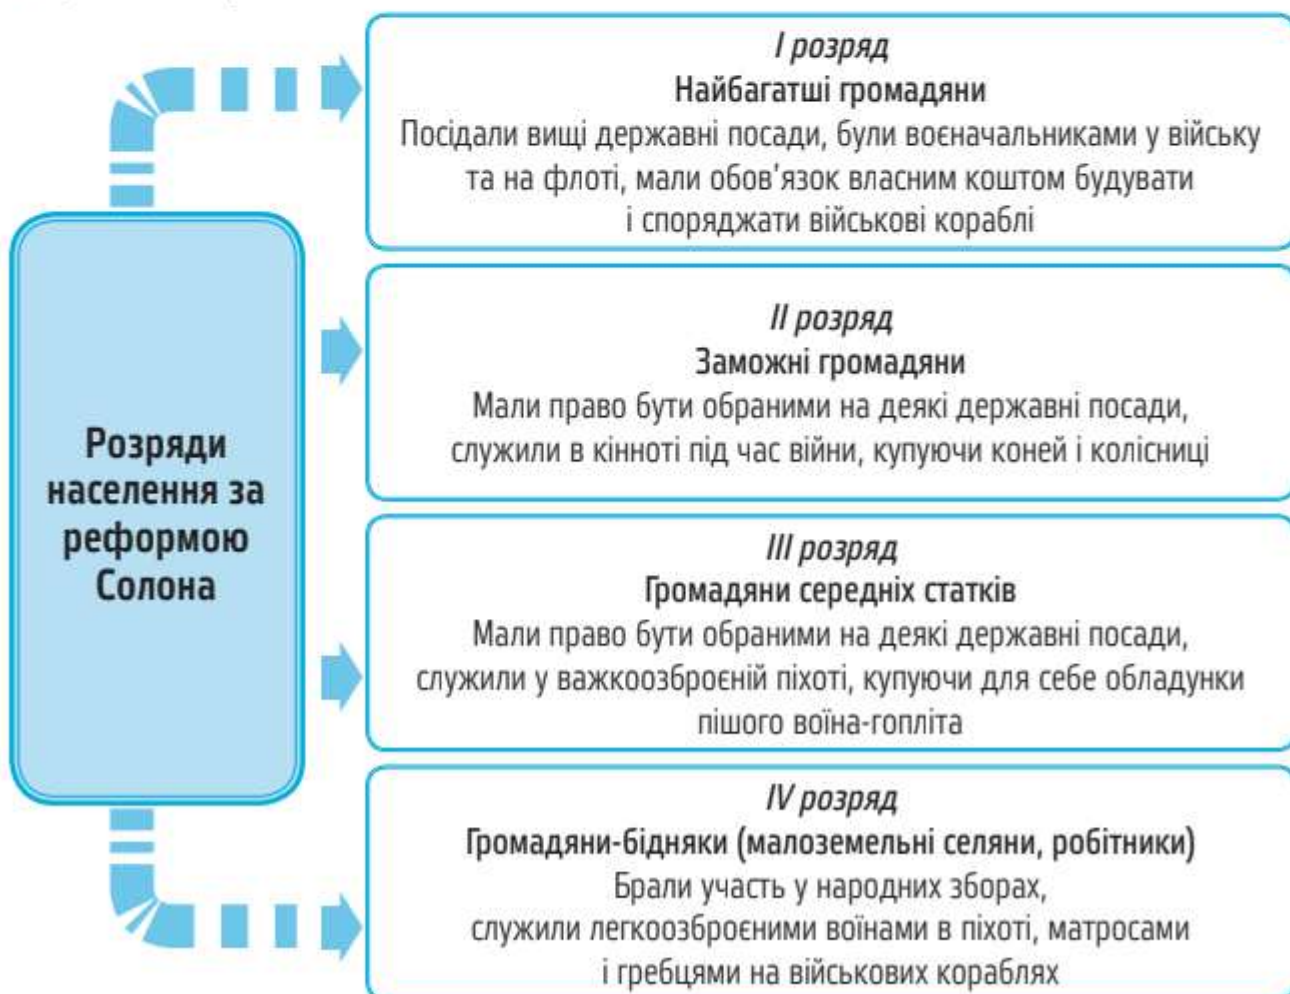 Розряди
населення за
реформою
Солона
I розряд
Найбагатші громадяни
Посідали вищі державні посади, були воєначальниками у війську
та на флоті, мали обов’язок власним коштом будувати
і споряджати військові кораблі
II розряд
Заможні громадяни
Мали право бути обраними на деякі державні посади,
служили в кінноті під час війни, купуючи коней і колісниці
III розряд
Громадяни середніх статків
Мали право бути обраними на деякі державні посади,
служили у важкоозброєній піхоті, купуючи для себе обладунки
пішого воїна-гопліта
IV розряд
Громадяни-бідняки (малоземельні селяни, робітники)
Брали участь у народних зборах,
служили легкоозброєними воїнами в піхоті, матросами
і гребцями на військових кораблях